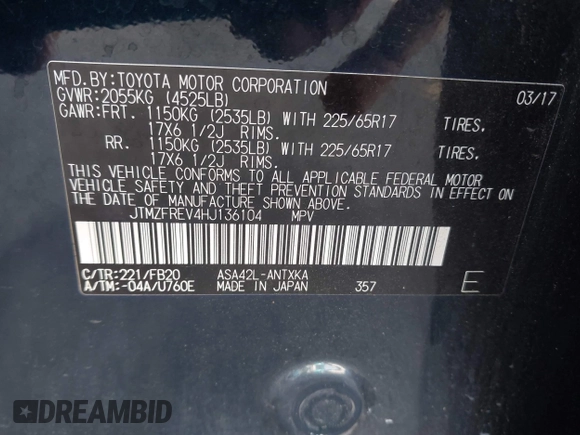 MFD.BY:TOYOTA MOTOR CORPORATION 03/17
GVWR:2055KG (4525LB)
GAWR:FRT. 1150KG (2535LB) WITH 225/65R17 TIRES.
17X6 1/2J RIMS.
RR. 1150KG (2535LB) WITH 225/65R17 TIRES.
17X6 1/2J RIMS.
THIS VEHICLE CONFORMS TO ALL APPLICABLE FEDERAL MOTOR
VEHICLE SAFETY AND THEFT PREVENTION STANDARDS IN EFFECT ON
THE DATE OF MANUFACTURE SHOWN ABOVE.
JTMZFREV4HJ136104 MPV
C/TR:221/FB20 ASA42L-ANTXKA
A/TM:-04A/U760E MADE IN JAPAN 357 E
DREAMBID